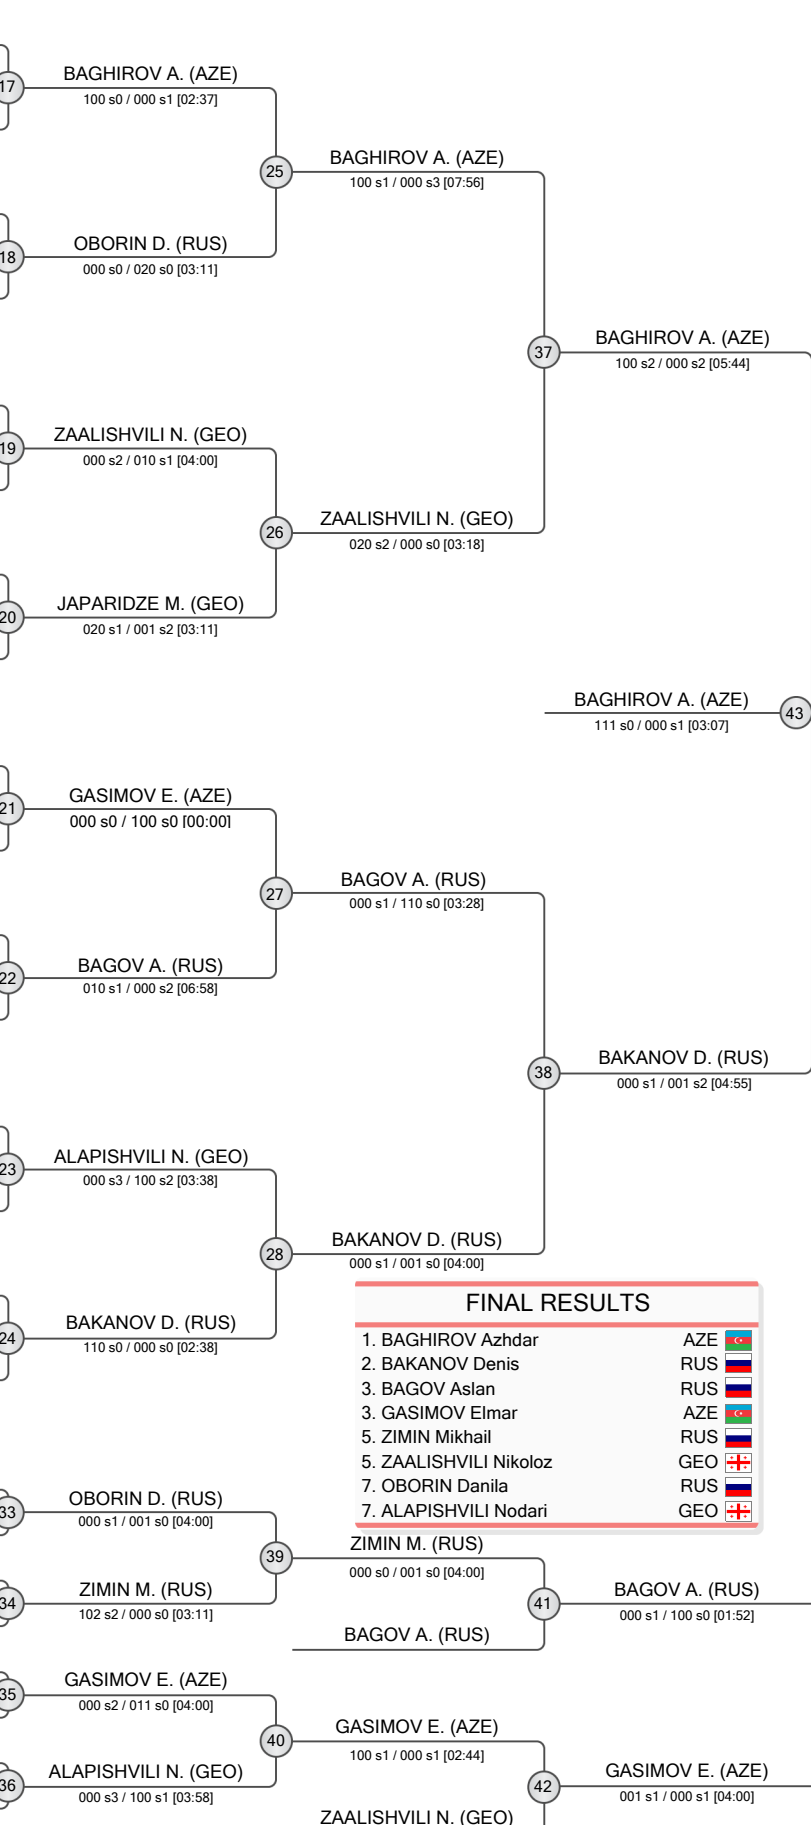 17
BAGHIROV A. (AZE)
100 s0 / 000 s1 [02:37]
25
BAGHIROV A. (AZE)
100 s1 / 000 s3 [07:56]
18
OBORIN D. (RUS)
000 s0 / 020 s0 [03:11]
37
BAGHIROV A. (AZE)
100 s2 / 000 s2 [05:44]
19
ZAALISHVILI N. (GEO)
000 s2 / 010 s1 [04:00]
26
ZAALISHVILI N. (GEO)
020 s2 / 000 s0 [03:18]
20
JAPARIDZE M. (GEO)
020 s1 / 001 s2 [03:11]
BAGHIROV A. (AZE)
111 s0 / 000 s1 [03:07]
43
21
GASIMOV E. (AZE)
000 s0 / 100 s0 [00:00]
27
BAGOV A. (RUS)
000 s1 / 110 s0 [03:28]
22
BAGOV A. (RUS)
010 s1 / 000 s2 [06:58]
38
BAKANOV D. (RUS)
000 s1 / 001 s2 [04:55]
23
ALAPISHVILI N. (GEO)
000 s3 / 100 s2 [03:38]
28
BAKANOV D. (RUS)
000 s1 / 001 s0 [04:00]
24
BAKANOV D. (RUS)
110 s0 / 000 s0 [02:38]
FINAL RESULTS
1. BAGHIROV Azhdar AZE
2. BAKANOV Denis RUS
3. BAGOV Aslan RUS
3. GASIMOV Elmar AZE
5. ZIMIN Mikhail RUS
5. ZAALISHVILI Nikoloz GEO
7. OBORIN Danila RUS
7. ALAPISHVILI Nodari GEO
33
OBORIN D. (RUS)
000 s1 / 001 s0 [04:00]
39
ZIMIN M. (RUS)
000 s0 / 001 s0 [04:00]
34
ZIMIN M. (RUS)
102 s2 / 000 s0 [03:11]
41
BAGOV A. (RUS)
000 s1 / 100 s0 [01:52]
BAGOV A. (RUS)
35
GASIMOV E. (AZE)
000 s2 / 011 s0 [04:00]
40
GASIMOV E. (AZE)
100 s1 / 000 s1 [02:44]
36
ALAPISHVILI N. (GEO)
000 s3 / 100 s1 [03:58]
42
GASIMOV E. (AZE)
001 s1 / 000 s1 [04:00]
ZAALISHVILI N. (GEO)